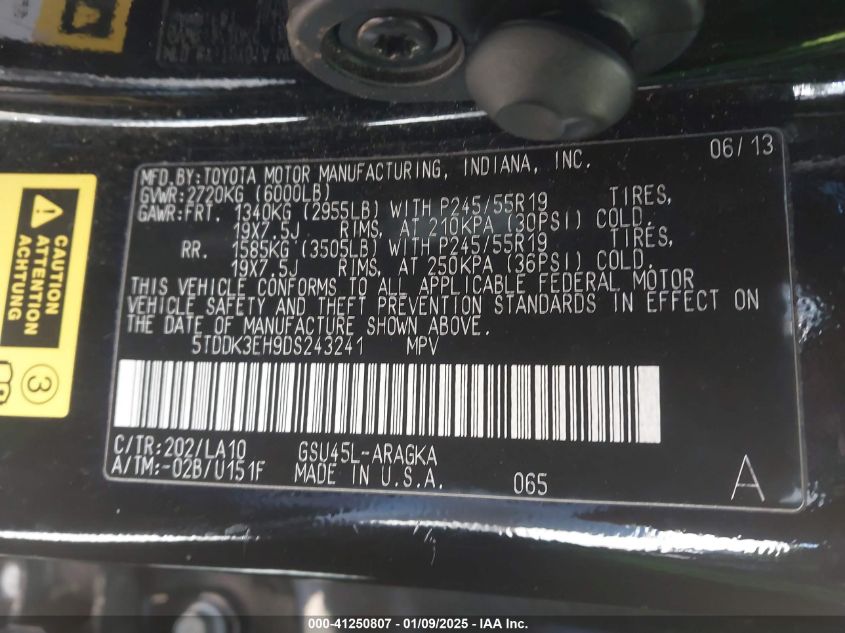 MFD.BY:TOYOTA MOTOR MANUFACTURING, INDIANA, INC. 06/13
GVWR:2720KG (6000LB)
GAWR:FRT. 1340KG (2955LB) WITH P245/55R19 TIRES,
19X7.5J RIMS, AT 210KPA (30PSI) COLD.
RR. 1585KG (3505LB) WITH P245/55R19 TIRES,
19X7.5J RIMS, AT 250KPA (36PSI) COLD.
THIS VEHICLE CONFORMS TO ALL APPLICABLE FEDERAL MOTOR
VEHICLE SAFETY AND THEFT PREVENTION STANDARDS IN EFFECT ON
THE DATE OF MANUFACTURE SHOWN ABOVE.
5TDDK3EH9DS243241 MPV
C/TR:202/LA10 GSU45L-ARAGKA
A/TM:-02B/U151F MADE IN U.S.A. 065 A
ATTENTION
ACHTUNG
3
000-41250807 - 01/09/2025 - IAA Inc.